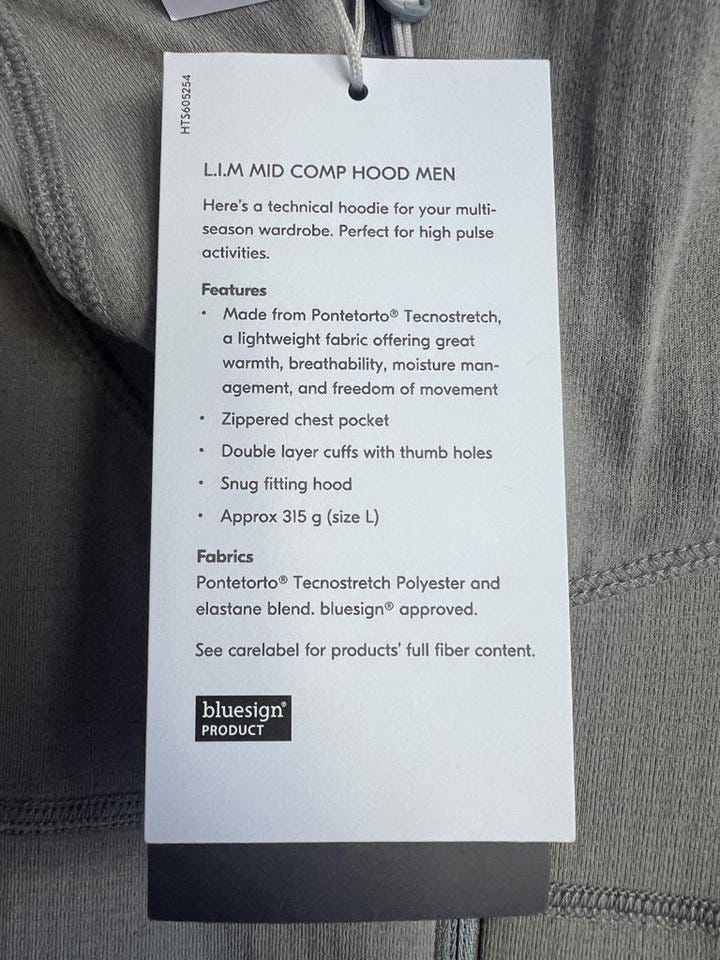 HTS605254
L.I.M MID COMP HOOD MEN
Here's a technical hoodie for your multi-
season wardrobe. Perfect for high pulse
activities.
Features
• Made from Pontetorto® Tecnostretch,
a lightweight fabric offering great
warmth, breathability, moisture man-
agement, and freedom of movement
• Zippered chest pocket
• Double layer cuffs with thumb holes
• Snug fitting hood
• Approx 315 g (size L)
Fabrics
Pontetorto® Tecnostretch Polyester and
elastane blend. bluesign® approved.
See carelabel for products' full fiber content.
bluesign®
PRODUCT